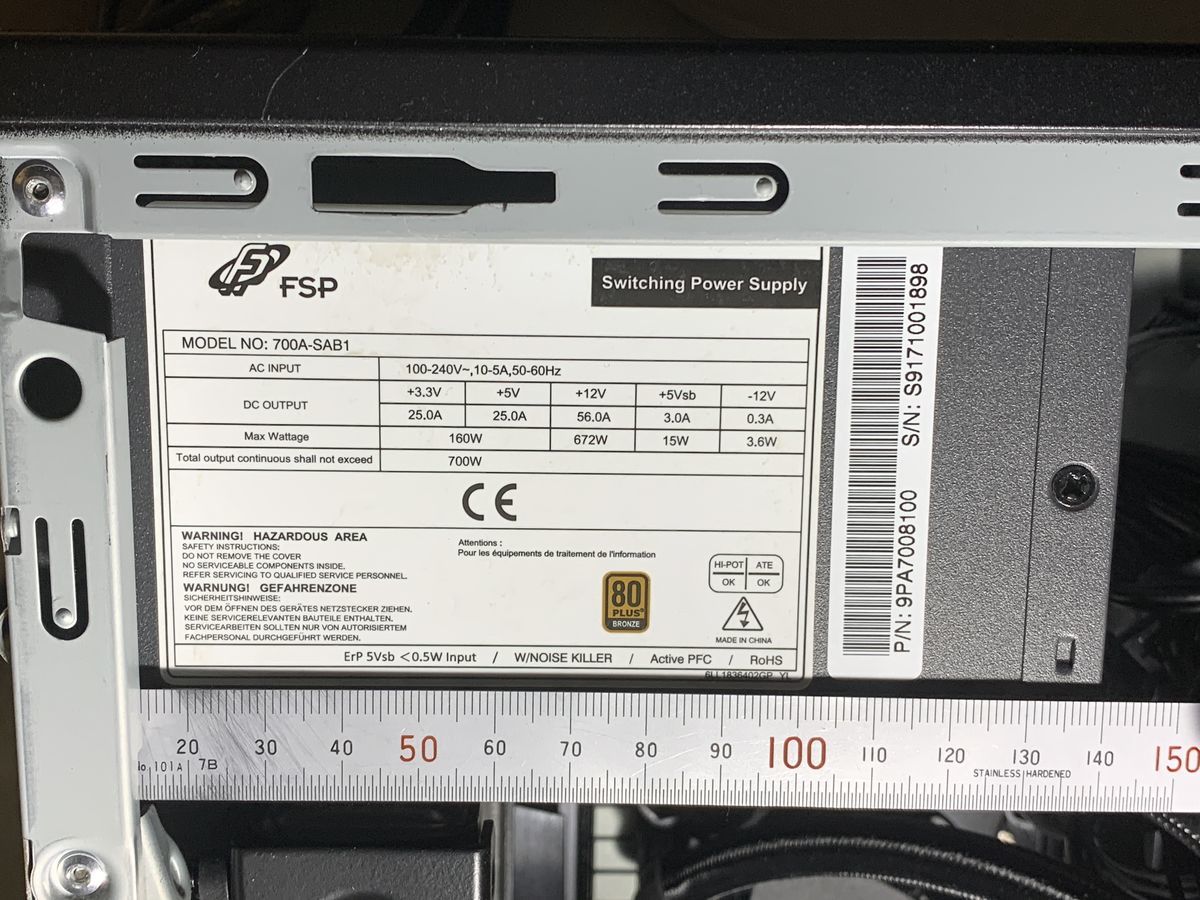 FSP
Switching Power Supply
MODEL NO: 700A-SAB1
AC INPUT 100-240V~,10-5A,50-60Hz
DC OUTPUT +3.3V +5V +12V +5Vsb -12V
25.0A 25.0A 56.0A 3.0A 0.3A
Max Wattage 160W 672W 15W 3.6W
Total output continuous shall not exceed 700W
CE
WARNING! HAZARDOUS AREA
SAFETY INSTRUCTIONS:
DO NOT REMOVE THE COVER
NO SERVICEABLE COMPONENTS INSIDE.
REFER SERVICING TO QUALIFIED SERVICE PERSONNEL.
WARNUNG! GEFAHRENZONE
SICHERHEITSHINWEISE:
VOR DEM ÖFFNEN DES GERÄTES NETZSTECKER ZIEHEN.
KEINE SERVICERELEVANTEN BAUTEILE ENTHALTEN.
SERVICEARBEITEN SOLLTEN NUR VON AUTORISIERTEM
FACHPERSONAL DURCHGEFÜHRT WERDEN.
Attentions :
Pour les équipements de traitement de l'information
80
PLUS®
BRONZE
HI-POT ATE
OK OK
MADE IN CHINA
ErP 5Vsb <0.5W Input / W/NOISE KILLER / Active PFC / RoHS
6LL1836402GP YL
P/N: 9PA7008100 S/N: S9171001898
20 30 40 50 60 70 80 90 100 110 120 130 140 150
No. 101A 7B
STAINLESS HARDENED